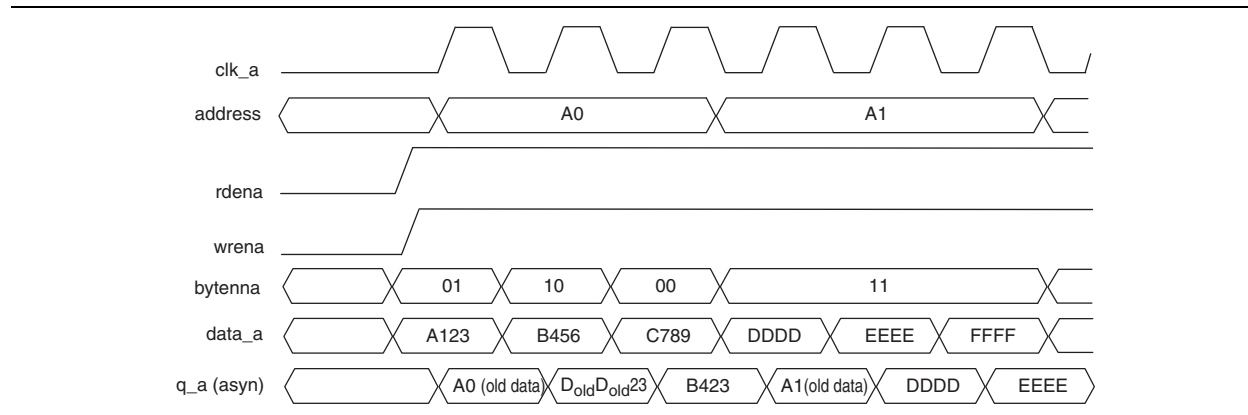 clk_a
address A0 A1
rdena
wrena
bytenna 01 10 00 11
data_a A123 B456 C789 DDDD EEEE FFFF
q_a (asyn) A0 (old data) DoldDold23 B423 A1(old data) DDDD EEEE